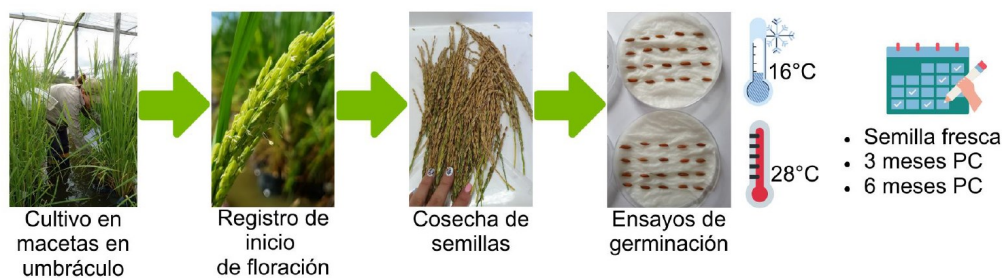 Cultivo en
macetas en
umbráculo
Registro de
inicio
de floración
Cosecha de
semillas
Ensayos de
germinación
16°C
28°C
• Semilla fresca
• 3 meses PC
• 6 meses PC